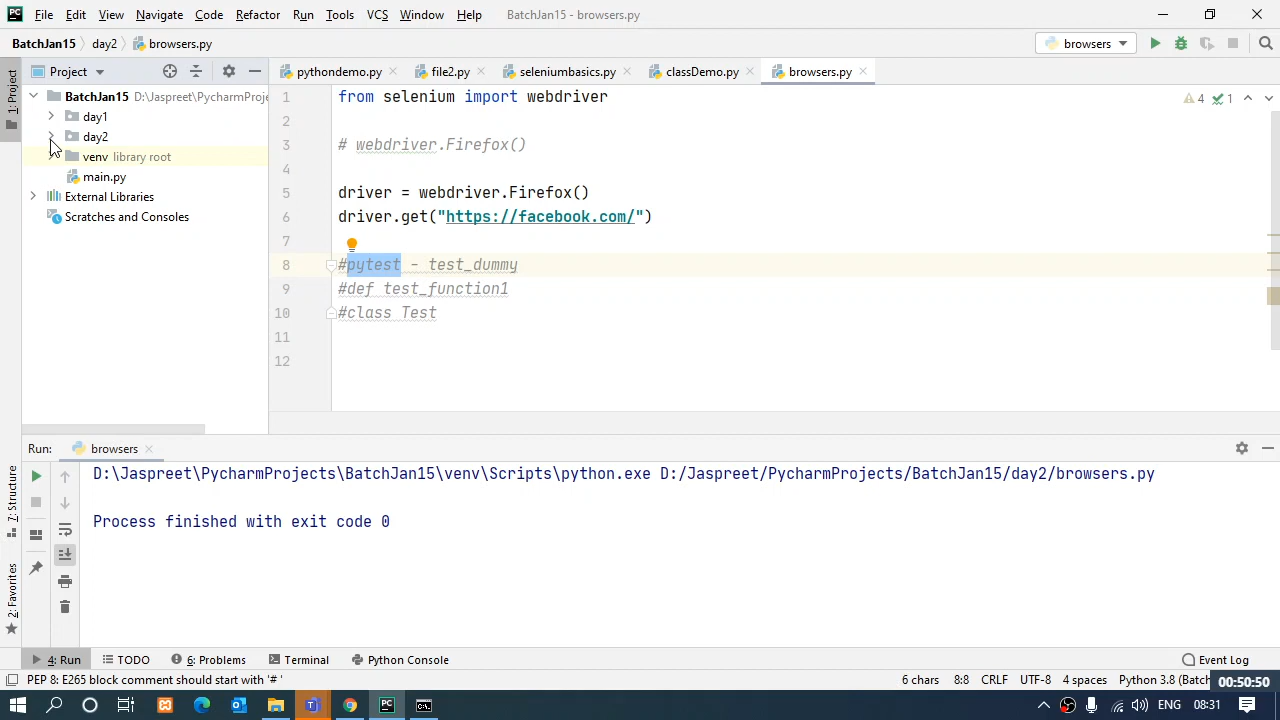 File Edit View Navigate Code Refactor Run Tools VCS Window Help BatchJan15 - browsers.py
BatchJan15 day2 browsers.py browsers
Project
pythondemo.py file2.py seleniumbasics.py classDemo.py browsers.py
1: Project
BatchJan15 D:\Jaspreet\PycharmProje
day1
day2
venv library root
main.py
External Libraries
Scratches and Consoles
1 from selenium import webdriver
2
3 # webdriver.Firefox()
4
5 driver = webdriver.Firefox()
6 driver.get("https://facebook.com/")
7
8 #pytest - test_dummy
9 #def test_function1
10 #class Test
11
12
4 1
Run: browsers
D:\Jaspreet\PycharmProjects\BatchJan15\venv\Scripts\python.exe D:/Jaspreet/PycharmProjects/BatchJan15/day2/browsers.py
Process finished with exit code 0
7: Structure
2: Favorites
4: Run TODO 6: Problems Terminal Python Console Event Log
PEP 8: E265 block comment should start with '# ' 6 chars 8:8 CRLF UTF-8 4 spaces Python 3.8 (Batch
00:50:50
ENG 08:31